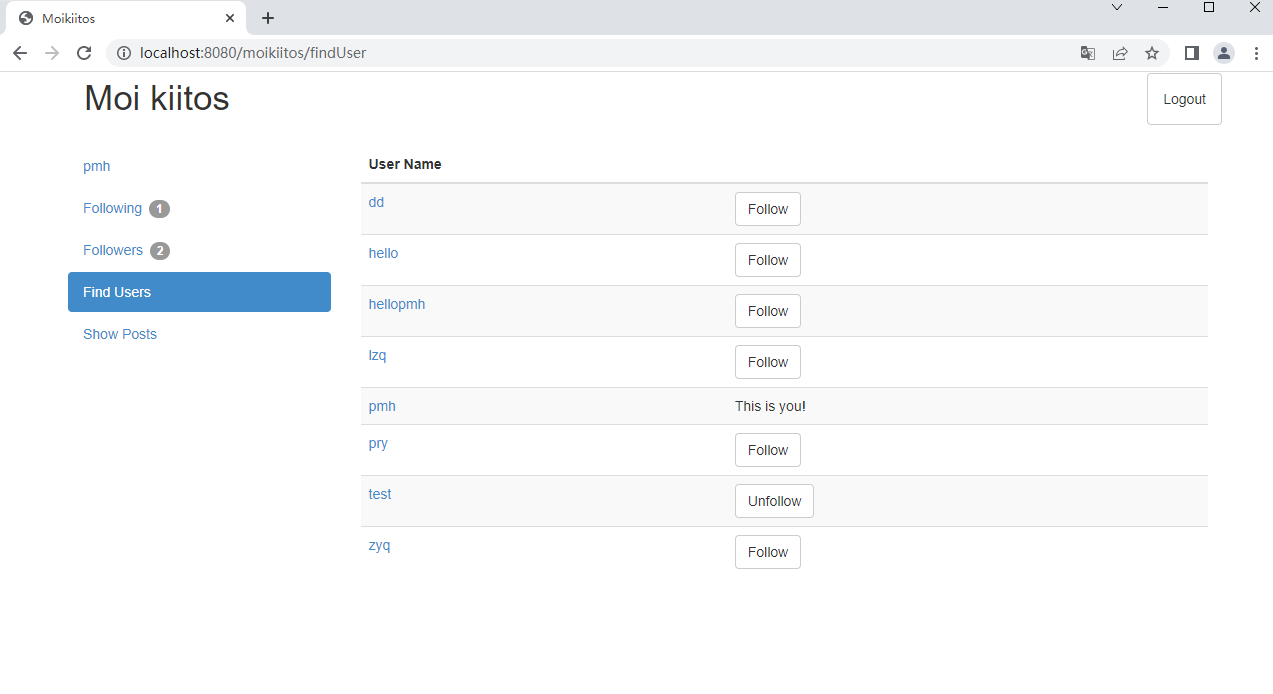 Moikiitos
localhost:8080/moikiitos/findUser
Moi kiitos
Logout
pmh
Following 1
Followers 2
Find Users
Show Posts
User Name
dd Follow
hello Follow
hellopmh Follow
lzq Follow
pmh This is you!
pry Follow
test Unfollow
zyq Follow